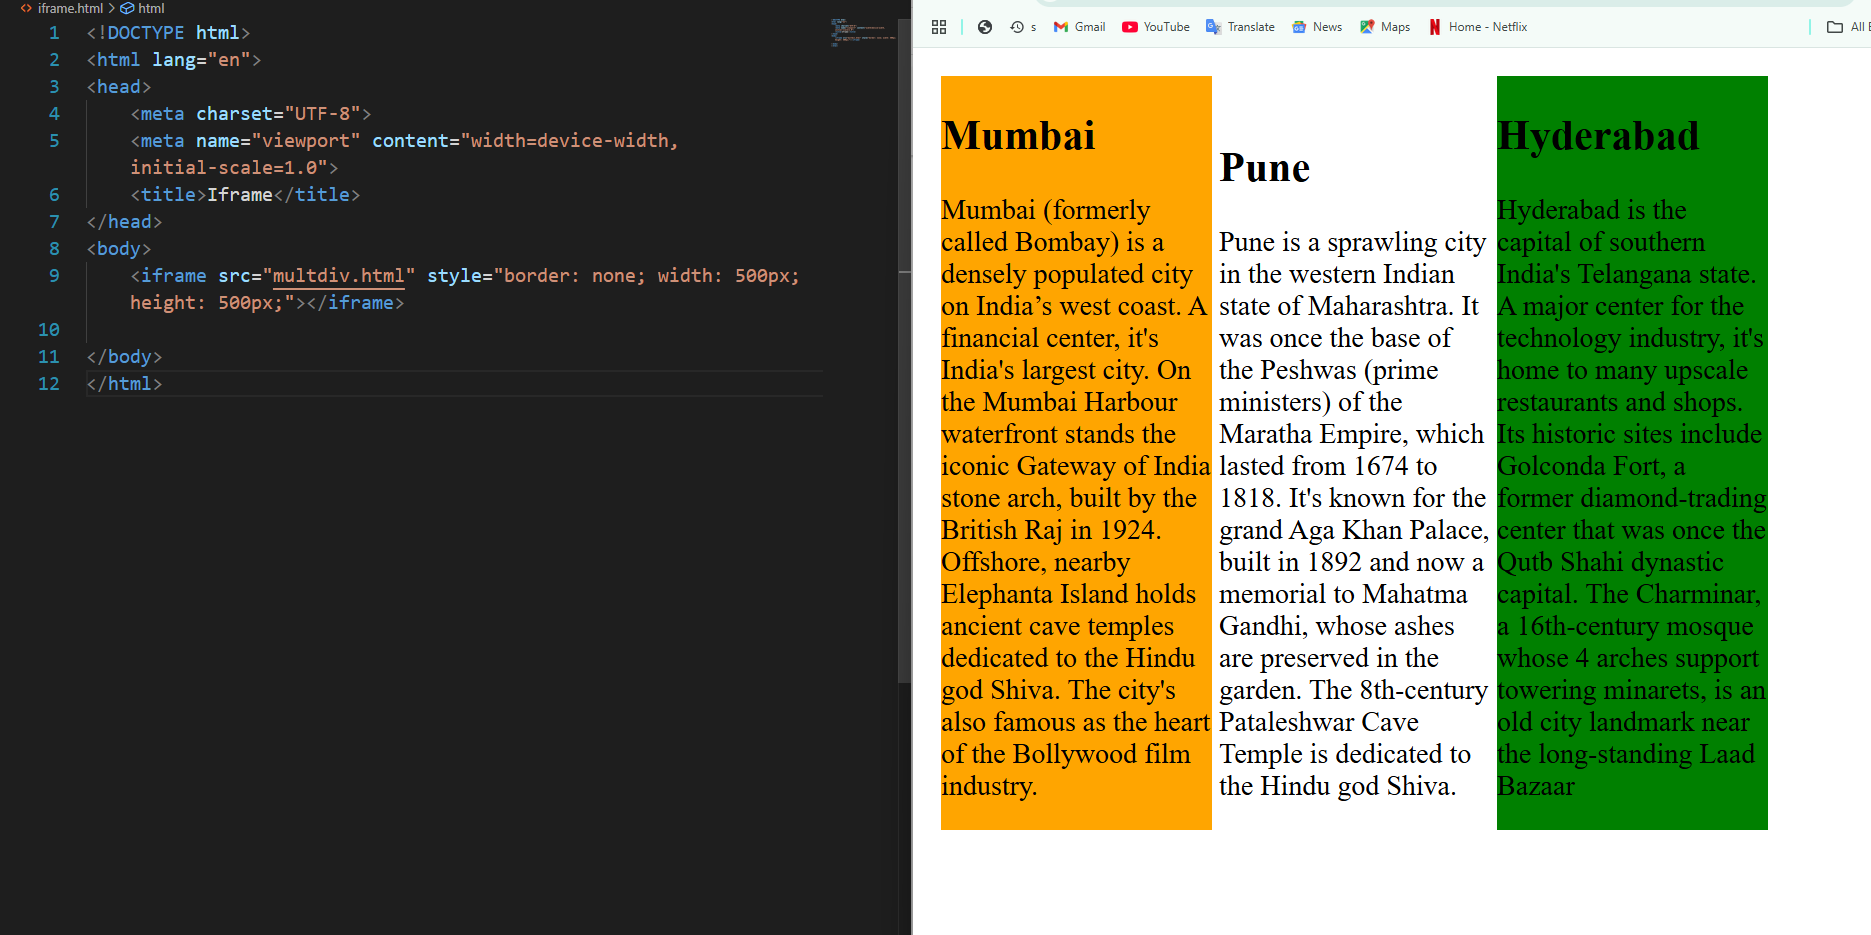 iframe.html > html
1 <!DOCTYPE html>
2 <html lang="en">
3 <head>
4 <meta charset="UTF-8">
5 <meta name="viewport" content="width=device-width,
initial-scale=1.0">
6 <title>Iframe</title>
7 </head>
8 <body>
9 <iframe src="multdiv.html" style="border: none; width: 500px;
height: 500px;"></iframe>
10
11 </body>
12 </html>
s Gmail YouTube Translate News Maps Home - Netflix All
Mumbai
Mumbai (formerly
called Bombay) is a
densely populated city
on India’s west coast. A
financial center, it's
India's largest city. On
the Mumbai Harbour
waterfront stands the
iconic Gateway of India
stone arch, built by the
British Raj in 1924.
Offshore, nearby
Elephanta Island holds
ancient cave temples
dedicated to the Hindu
god Shiva. The city's
also famous as the heart
of the Bollywood film
industry.
Pune
Pune is a sprawling city
in the western Indian
state of Maharashtra. It
was once the base of
the Peshwas (prime
ministers) of the
Maratha Empire, which
lasted from 1674 to
1818. It's known for the
grand Aga Khan Palace,
built in 1892 and now a
memorial to Mahatma
Gandhi, whose ashes
are preserved in the
garden. The 8th-century
Pataleshwar Cave
Temple is dedicated to
the Hindu god Shiva.
Hyderabad
Hyderabad is the
capital of southern
India's Telangana state.
A major center for the
technology industry, it's
home to many upscale
restaurants and shops.
Its historic sites include
Golconda Fort, a
former diamond-trading
center that was once the
Qutb Shahi dynastic
capital. The Charminar,
a 16th-century mosque
whose 4 arches support
towering minarets, is an
old city landmark near
the long-standing Laad
Bazaar